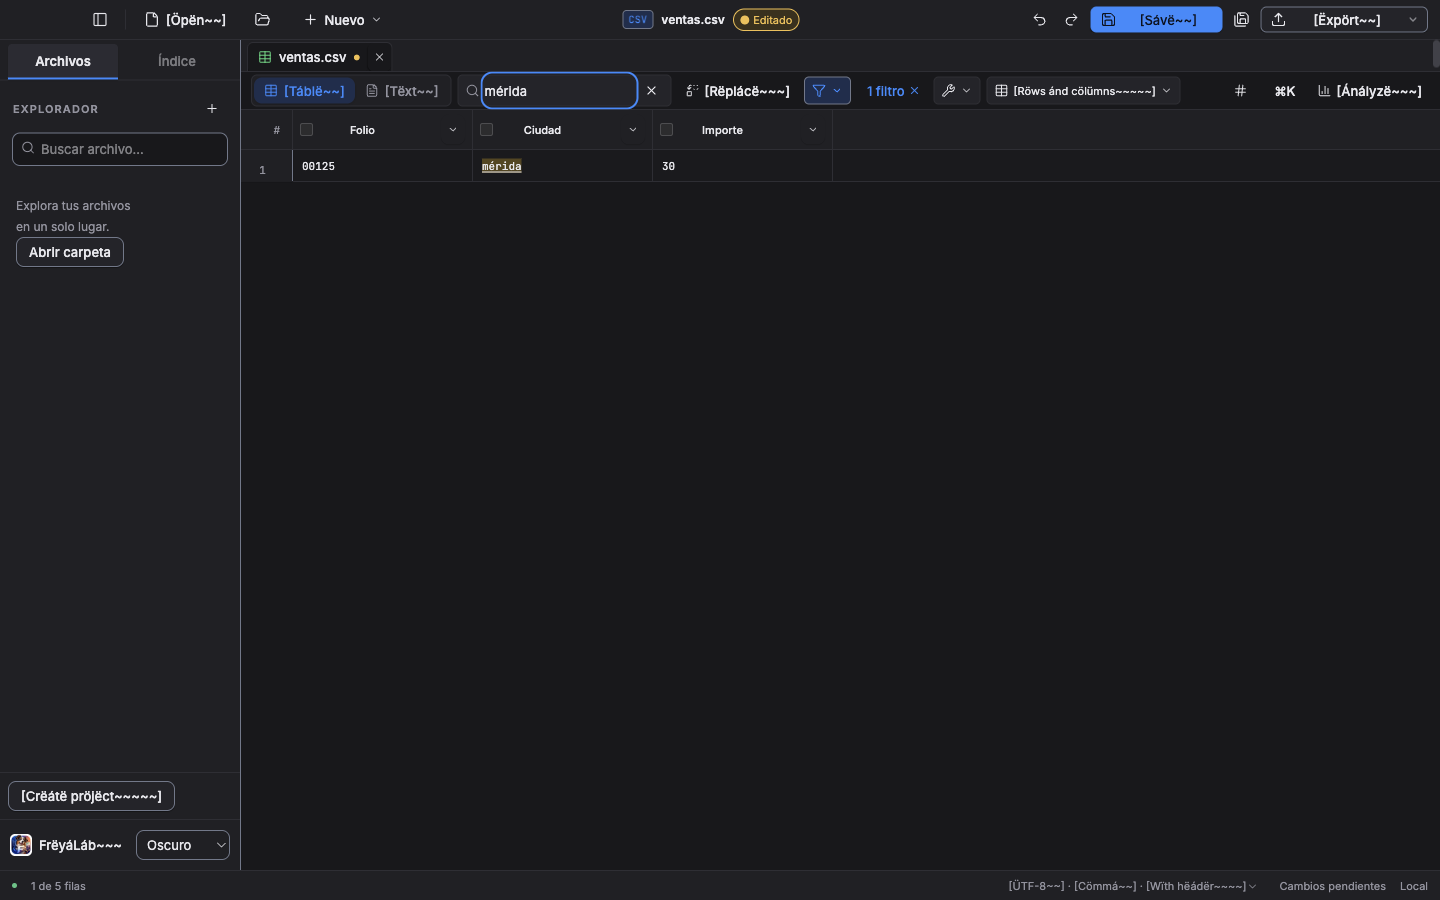 [Öpën~~]
Nuevo
CSV
ventas.csv
Editado
[Sávë~~]
[Ëxpört~~]
Archivos
Índice
ventas.csv
[Táblë~~]
[Tëxt~~]
mérida
[Rëplácë~~~]
1 filtro
[Röws ánd cölümns~~~~~]
#
⌘K
[Ánályzë~~~]
EXPLORADOR
Buscar archivo...
Explora tus archivos
en un solo lugar.
Abrir carpeta
# Folio Ciudad Importe
1 00125 mérida 30
[Crëátë pröjëct~~~~~]
FrëyáLáb~~~
Oscuro
1 de 5 filas
[ÜTF-8~~] · [Cömmá~~] · [Wïth hëádër~~~~]
Cambios pendientes
Local